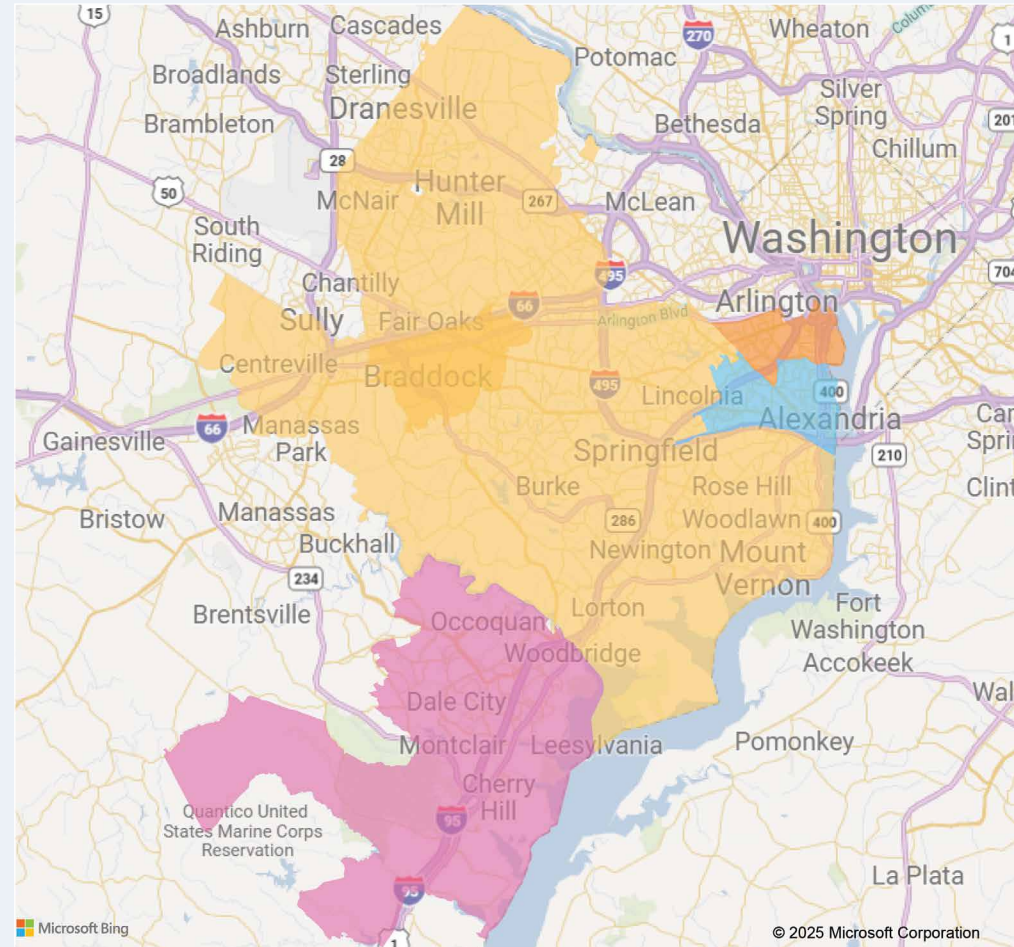 15
Ashburn
Cascades
270
Wheaton
Colum
1
Potomac
Broadlands
Sterling
Silver
Spring
Dranesville
Brambleton
Bethesda
201
Chillum
28
50
McNair
Hunter
Mill
267
McLean
South
Riding
Washington
495
704
Chantilly
Arlington
66
Sully
Fair Oaks
Arlington Blvd
Centreville
Braddock
495
Lincolnia
400
Alexandria
66
Manassas
Park
Gainesville
Springfield
210
Burke
Rose Hill
Bristow
Manassas
286
Woodlawn
400
Buckhall
Newington
Mount
Vernon
234
Brentsville
Lorton
Fort
Washington
Occoquan
Woodbridge
Accokeek
Dale City
Montclair
Leesylvania
Pomonkey
Cherry
Hill
Quantico United
States Marine Corps
Reservation
95
La Plata
95
1
Microsoft Bing
© 2025 Microsoft Corporation